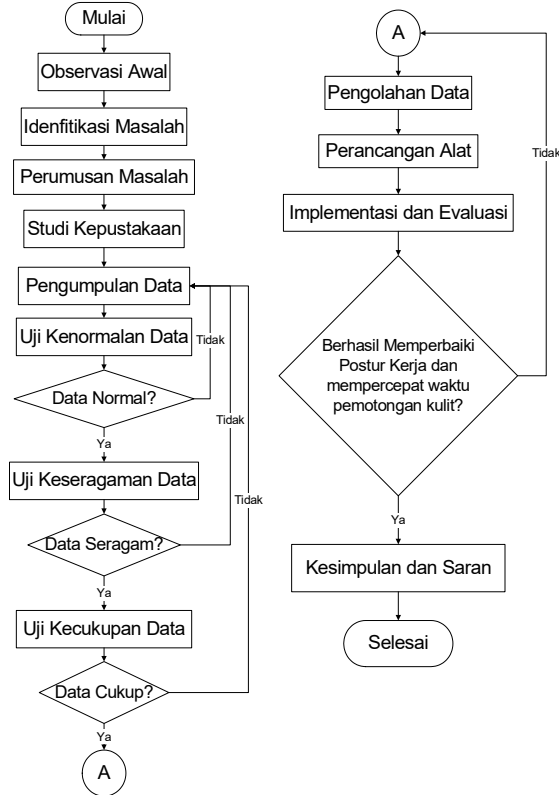 Mulai
Observasi Awal
Idenfitikasi Masalah
Perumusan Masalah
Studi Kepustakaan
Pengumpulan Data
Uji Kenormalan Data
Tidak
Data Normal?
Ya
Tidak
Uji Keseragaman Data
Tidak
Data Seragam?
Ya
Uji Kecukupan Data
Data Cukup?
Ya
A
A
Pengolahan Data
Perancangan Alat
Tidak
Implementasi dan Evaluasi
Berhasil Memperbaiki
Postur Kerja dan
mempercepat waktu
pemotongan kulit?
Ya
Kesimpulan dan Saran
Selesai